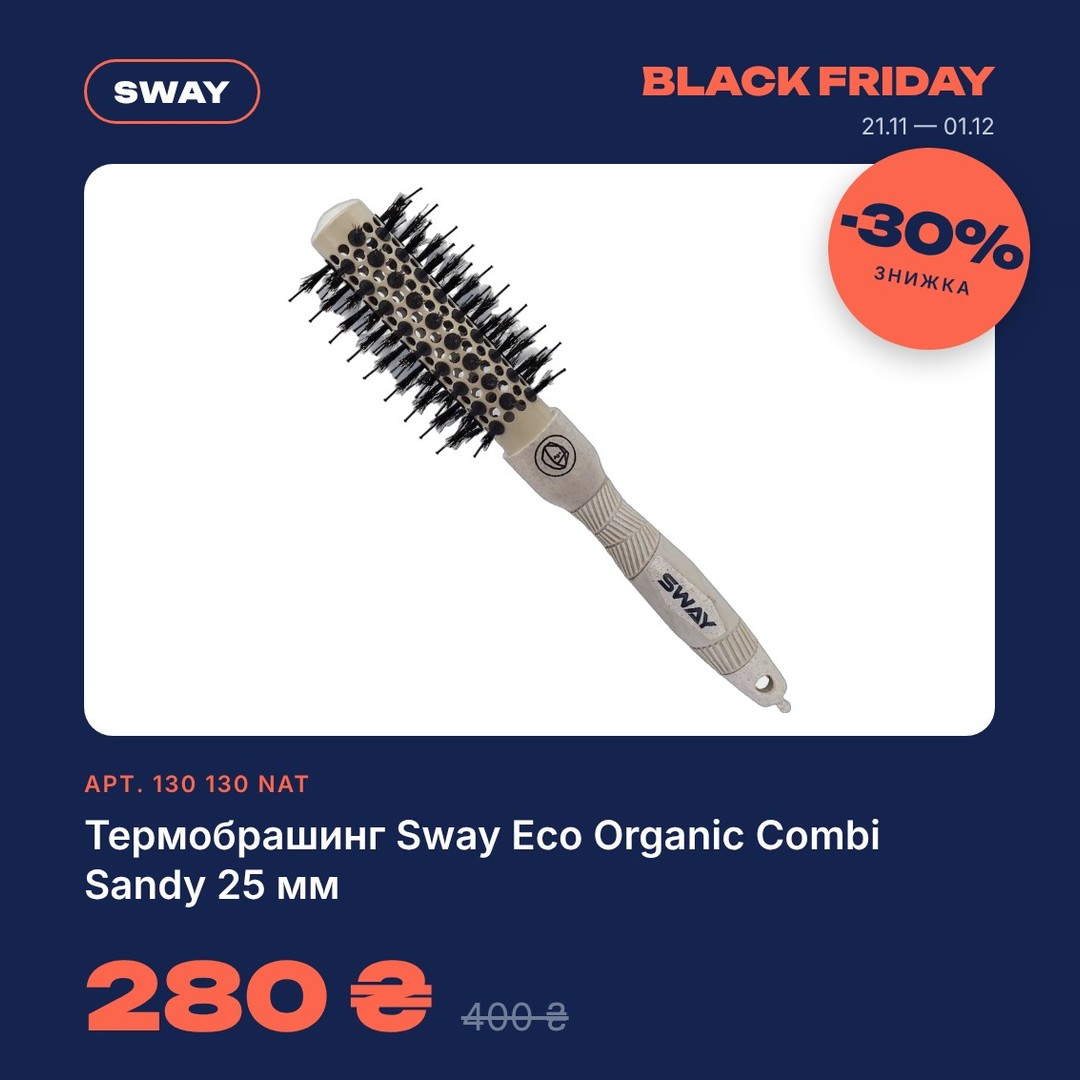 SWAY
BLACK FRIDAY
21.11 — 01.12
-30%
ЗНИЖКА
SWAY
АРТ. 130 130 NAT
Термобрашинг Sway Eco Organic Combi
Sandy 25 мм
280 ₴
400 ₴